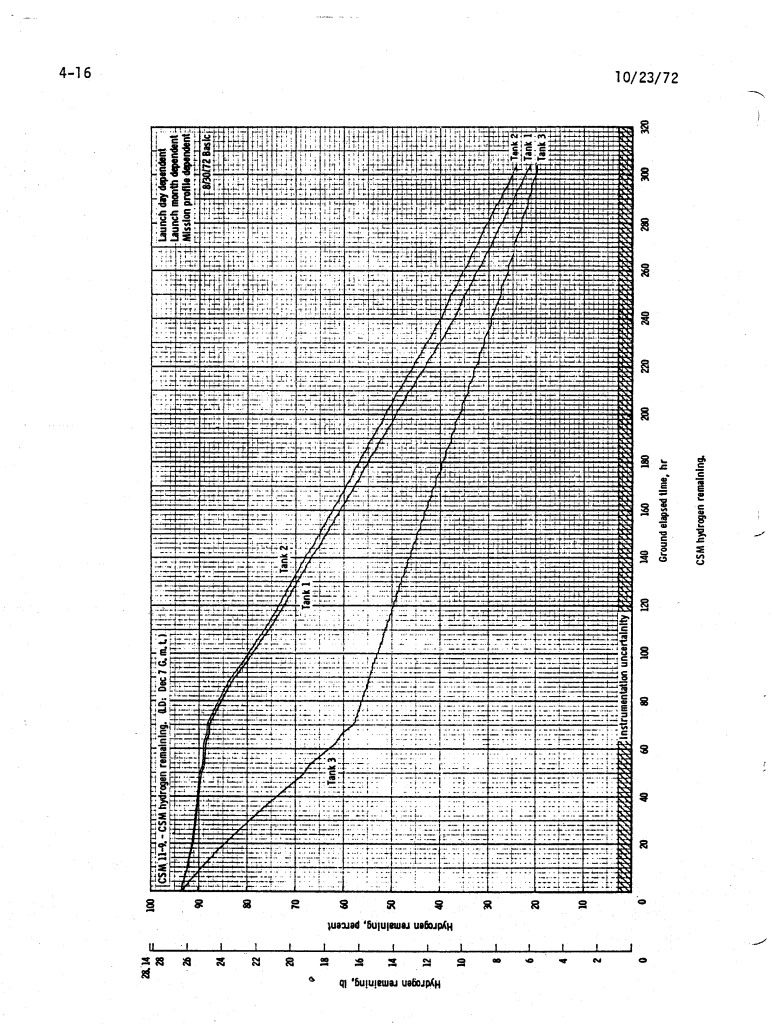 4-16
10/23/72
CSM 11-9. - CSM hydrogen remaining. (LD: Dec 7 G. m. t.)
Launch day dependent
Launch month dependent
Mission profile dependent
8/30/72 Basic
Hydrogen remaining, lb
28.14
28
26
24
22
20
18
16
14
12
10
8
6
4
2
0
Hydrogen remaining, percent
100
90
80
70
60
50
40
30
20
10
0
Tank 3
Tank 2
Tank 1
Tank 2
Tank 1
Tank 3
Instrumentation uncertainity
20
40
60
80
100
120
140
160
180
200
220
240
260
280
300
320
Ground elapsed time, hr
CSM hydrogen remaining.